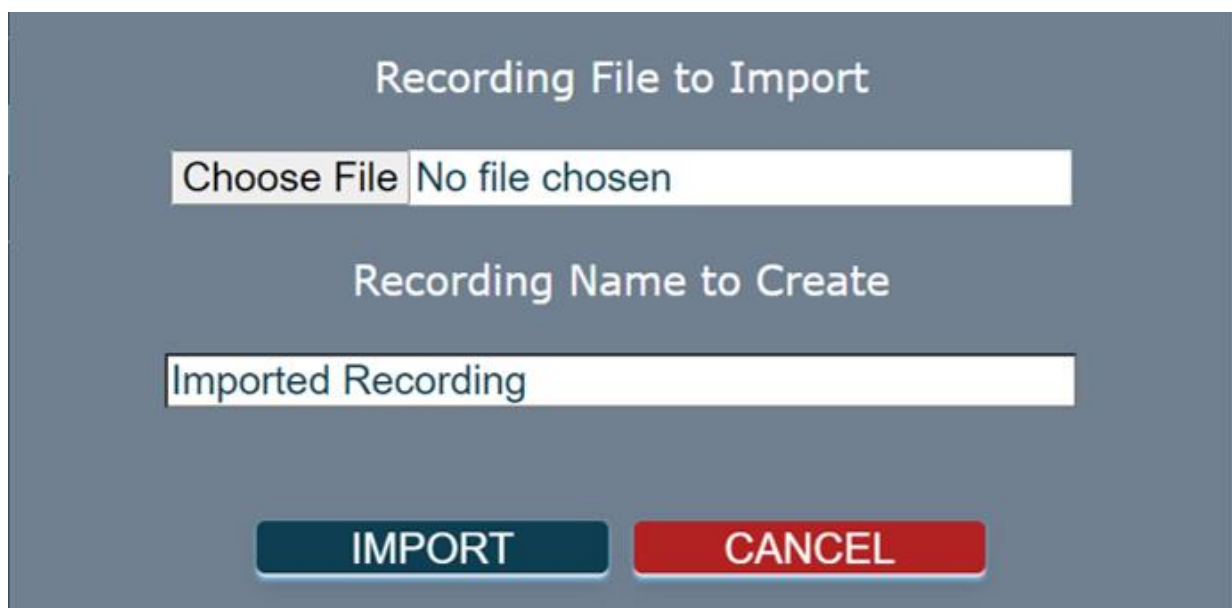 Recording File to Import
Choose File No file chosen
Recording Name to Create
Imported Recording
IMPORT CANCEL